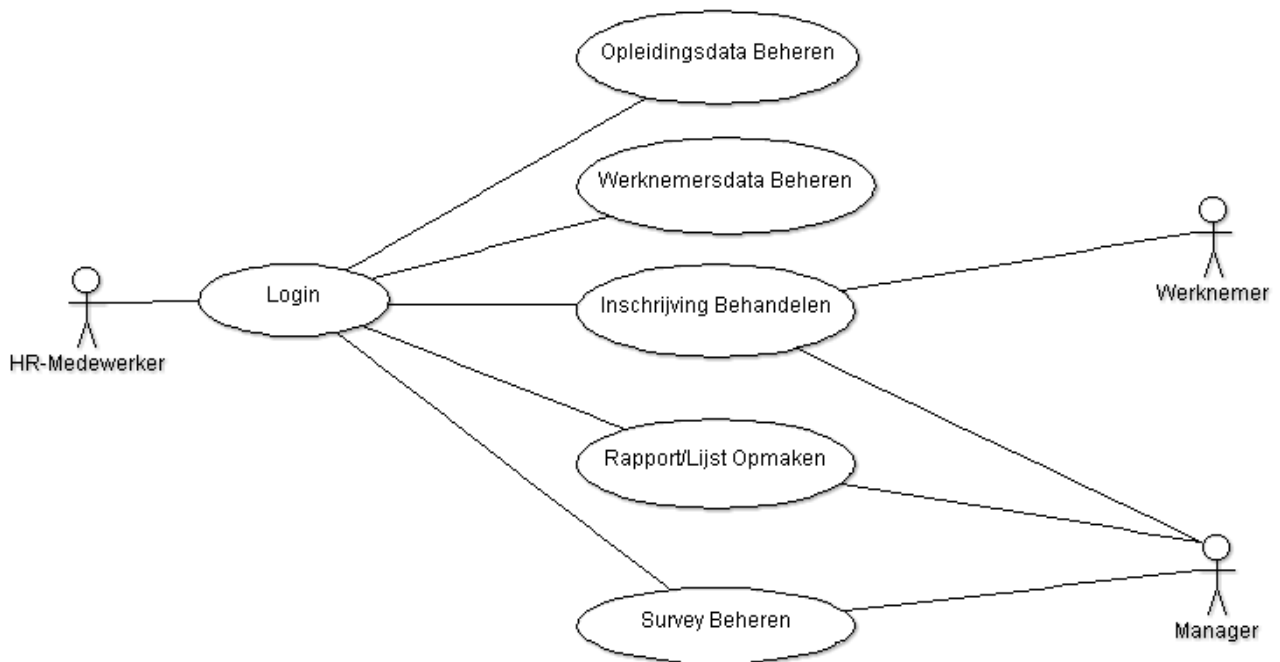 Opleidingsdata Beheren
Werknemersdata Beheren
Login
Inschrijving Behandelen
Werknemer
HR-Medewerker
Rapport/Lijst Opmaken
Survey Beheren
Manager